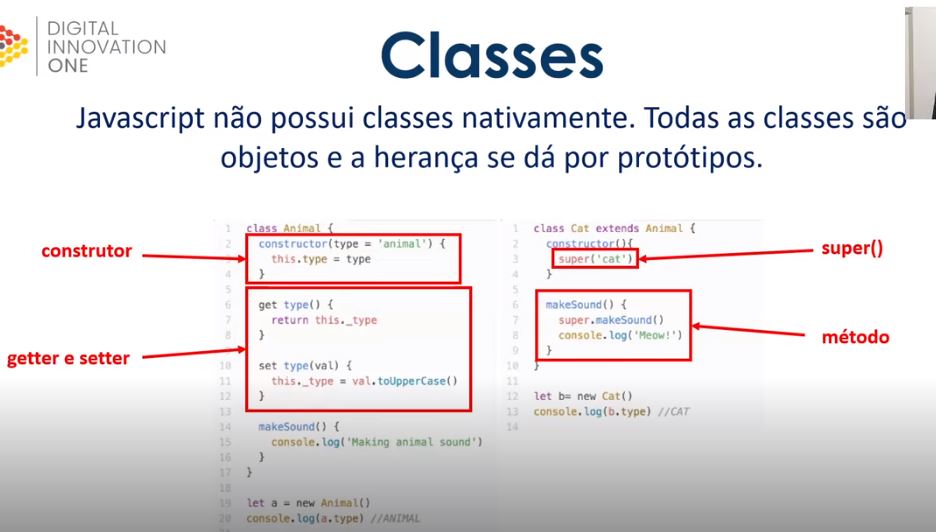 DIGITAL
INNOVATION
ONE
Classes
Javascript não possui classes nativamente. Todas as classes são
objetos e a herança se dá por protótipos.
construtor
getter e setter
1 class Animal {
2 constructor(type = 'animal') {
3 this.type = type
4 }
5
6 get type() {
7 return this._type
8 }
9
10 set type(val) {
11 this._type = val.toUpperCase()
12 }
13
14 makeSound() {
15 console.log('Making animal sound')
16 }
17 }
18
19 let a = new Animal()
20 console.log(a.type) //ANIMAL
1 class Cat extends Animal {
2 constructor(){
3 super('cat')
4 }
5
6 makeSound() {
7 super.makeSound()
8 console.log('Meow!')
9 }
10 }
11
12 let b= new Cat()
13 console.log(b.type) //CAT
14
super()
método